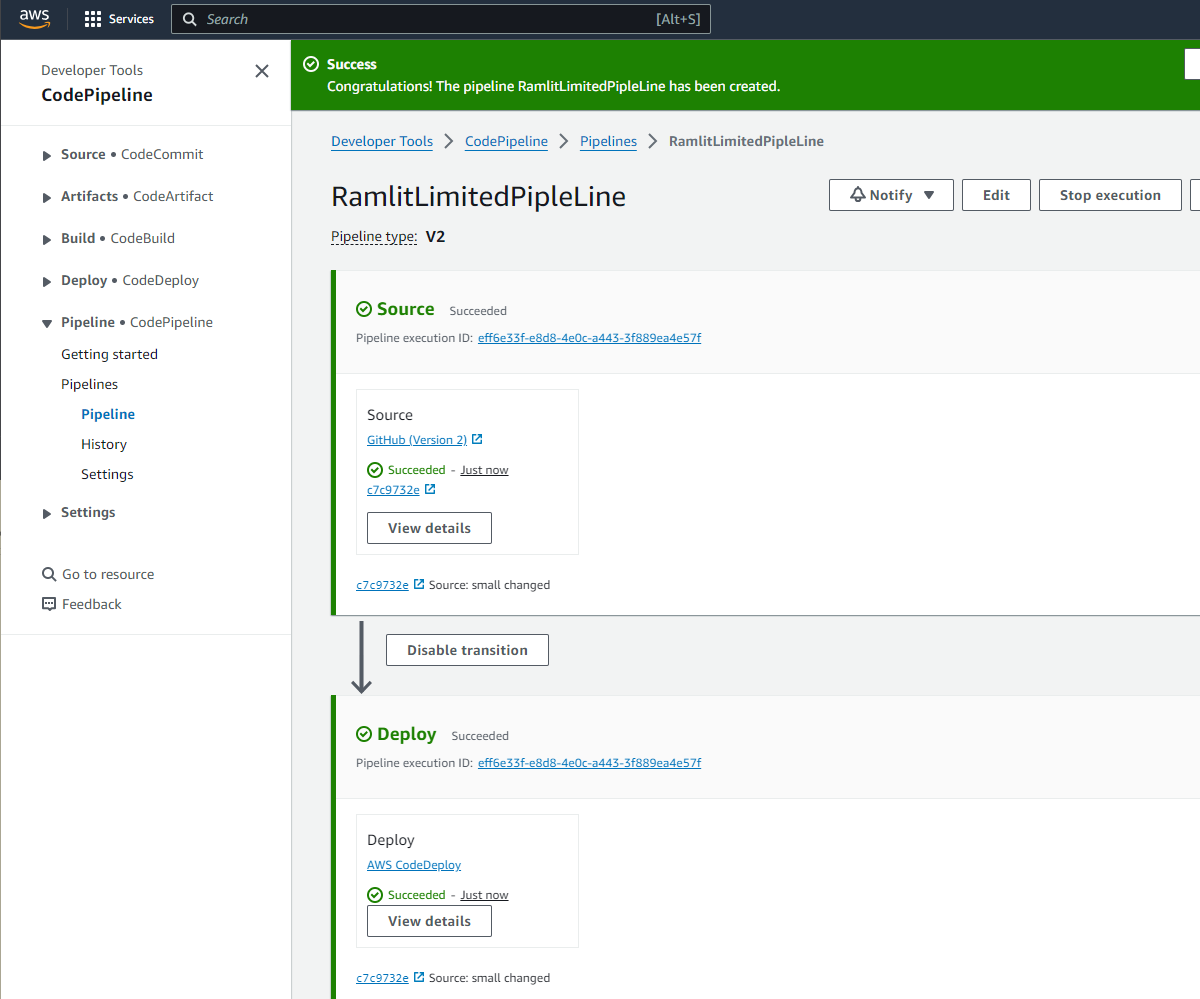 aws
Services
Search
[Alt+S]
Developer Tools
CodePipeline
Source • CodeCommit
Artifacts • CodeArtifact
Build • CodeBuild
Deploy • CodeDeploy
Pipeline • CodePipeline
Getting started
Pipelines
Pipeline
History
Settings
Settings
Go to resource
Feedback
Success
Congratulations! The pipeline RamlitLimitedPipleLine has been created.
Developer Tools > CodePipeline > Pipelines > RamlitLimitedPipleLine
RamlitLimitedPipleLine
Notify
Edit
Stop execution
Pipeline type: V2
Source Succeeded
Pipeline execution ID: eff6e33f-e8d8-4e0c-a443-3f889ea4e57f
Source
GitHub (Version 2)
Succeeded - Just now
c7c9732e
View details
c7c9732e Source: small changed
Disable transition
Deploy Succeeded
Pipeline execution ID: eff6e33f-e8d8-4e0c-a443-3f889ea4e57f
Deploy
AWS CodeDeploy
Succeeded - Just now
View details
c7c9732e Source: small changed